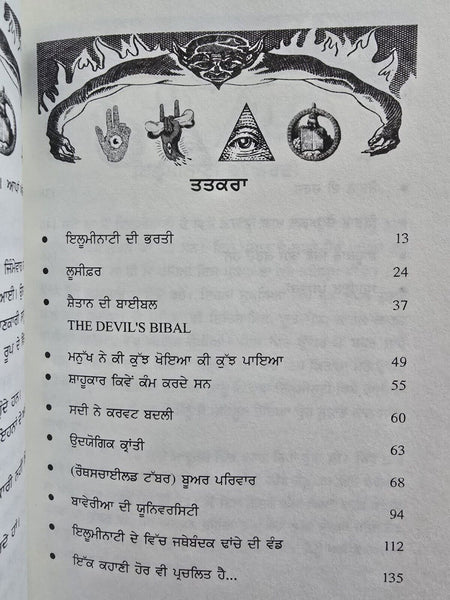 ਤਤਕਰਾ
• ਇਲੂਮੀਨਾਟੀ ਦੀ ਭਰਤੀ 13
• ਲੂਸੀਫ਼ਰ 24
• ਸ਼ੈਤਾਨ ਦੀ ਬਾਈਬਲ 37
THE DEVIL'S BIBAL
• ਮਨੁੱਖ ਨੇ ਕੀ ਕੁੱਝ ਖੋਇਆ ਕੀ ਕੁੱਝ ਪਾਇਆ 49
• ਸ਼ਾਹੂਕਾਰ ਕਿਵੇਂ ਕੰਮ ਕਰਦੇ ਸਨ 55
• ਸਦੀ ਨੇ ਕਰਵਟ ਬਦਲੀ 60
• ਉਦਯੋਗਿਕ ਕ੍ਰਾਂਤੀ 63
• (ਰੌਥਸਚਾਈਲਡ ਟੱਬਰ) ਬੂਅਰ ਪਰਿਵਾਰ 68
• ਬਾਵੇਰੀਆ ਦੀ ਯੂਨਿਵਰਸਿਟੀ 94
• ਇਲੂਮੀਨਾਟੀ ਦੇ ਵਿੱਚ ਜਥੇਬੰਦਕ ਢਾਂਚੇ ਦੀ ਵੰਡ 112
• ਇੱਕ ਕਹਾਣੀ ਹੋਰ ਵੀ ਪ੍ਰਚਲਿਤ ਹੈ... 135